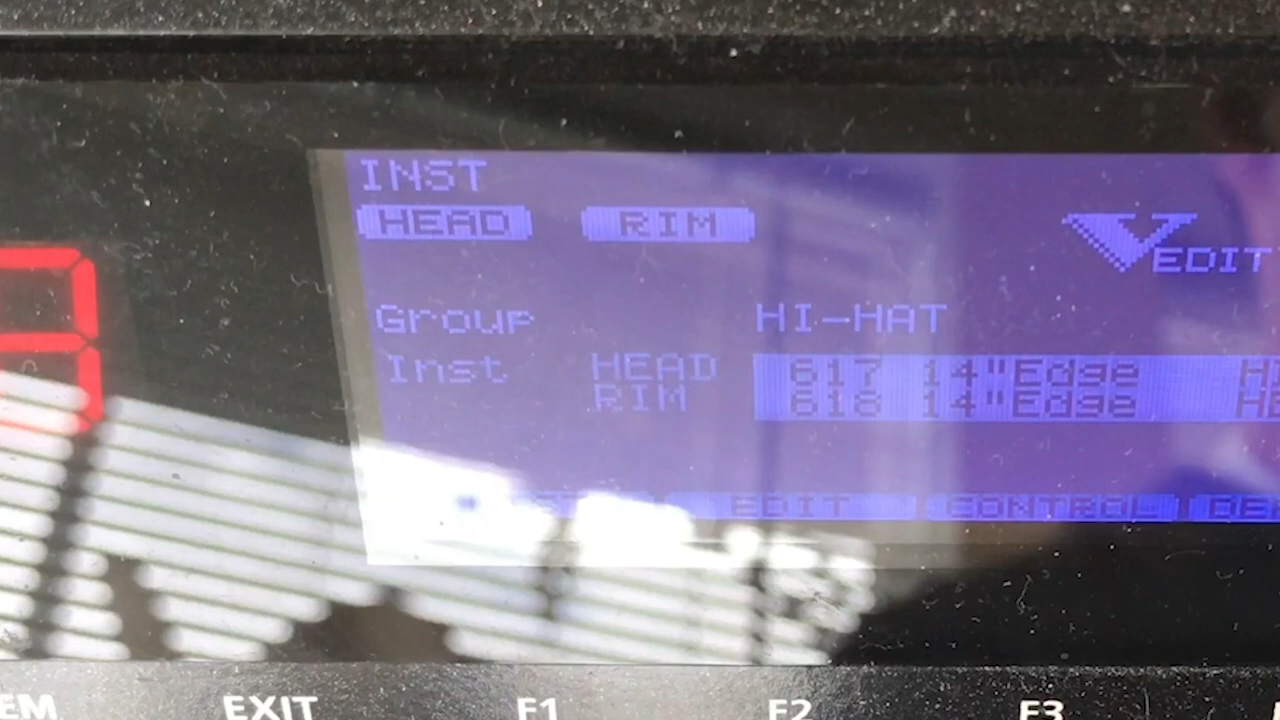 INST
HEAD RIM
EDIT
Group HI-HAT
Inst HEAD 617 14"Edge
RIM 618 14"Edge
EDIT CONTROL
EXIT F1 F2 F3